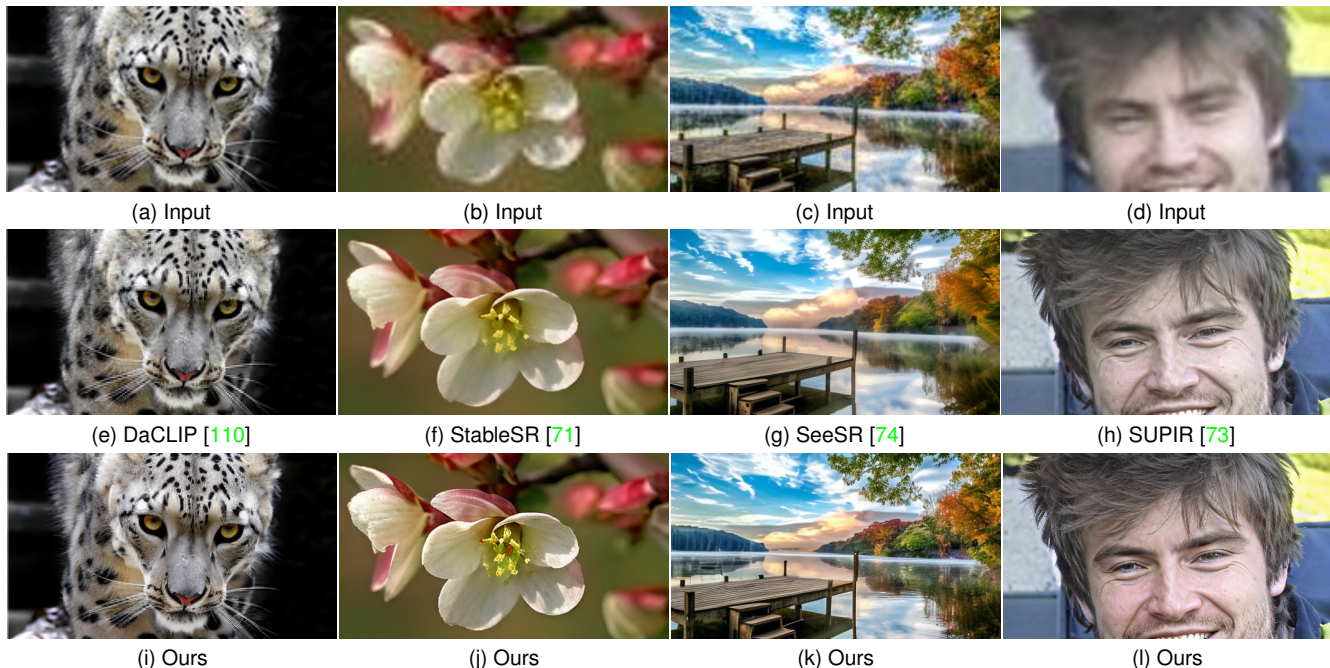 (a) Input
(b) Input
(c) Input
(d) Input
(e) DaCLIP [110]
(f) StableSR [71]
(g) SeeSR [74]
(h) SUPIR [73]
(i) Ours
(j) Ours
(k) Ours
(l) Ours